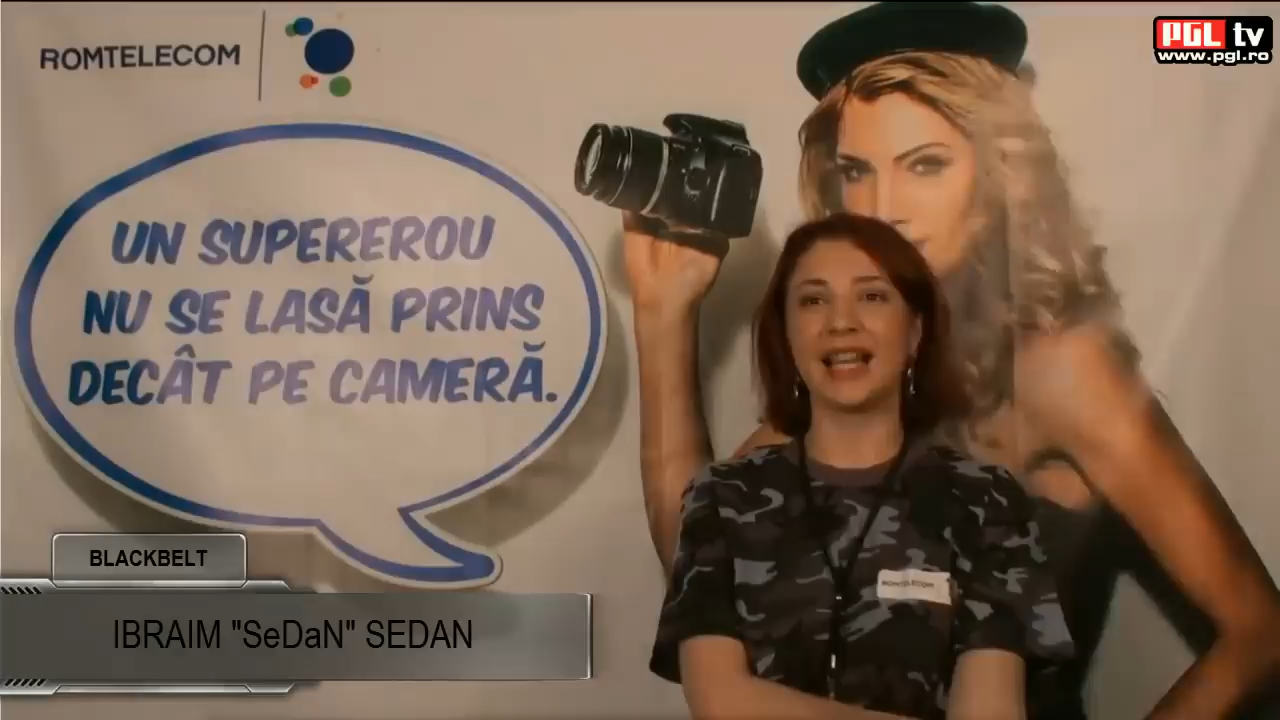 ROMTELECOM
PGL tv
www.pgl.ro
UN SUPEREROU
NU SE LASĂ PRINS
DECÂT PE CAMERĂ.
ROMTELECOM
BLACKBELT
IBRAIM "SeDaN" SEDAN